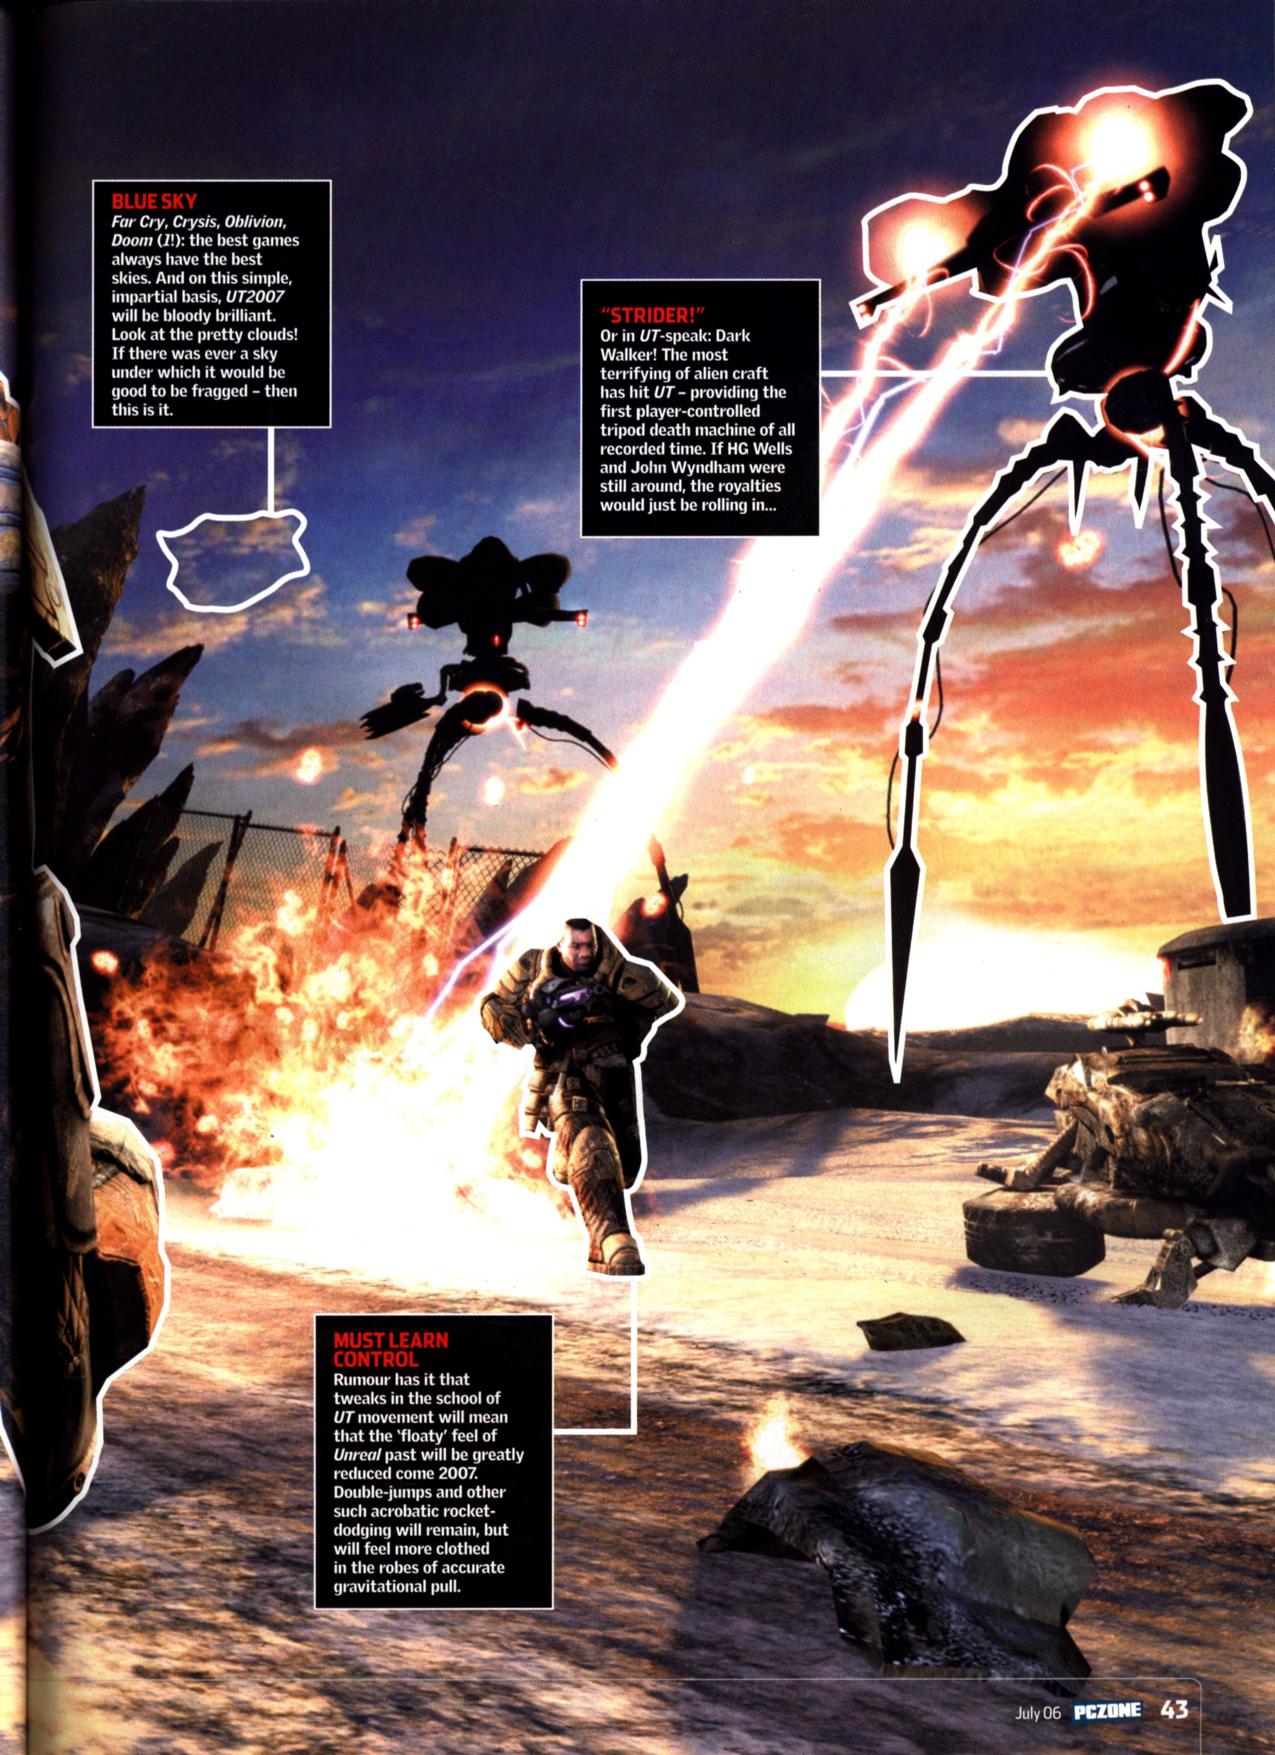 BLUE SKY
Far Cry, Crysis, Oblivion,
Doom (1!): the best games
always have the best
skies. And on this simple,
impartial basis, UT2007
will be bloody brilliant.
Look at the pretty clouds!
If there was ever a sky
under which it would be
good to be fragged – then
this is it.
"STRIDER!"
Or in UT-speak: Dark
Walker! The most
terrifying of alien craft
has hit UT – providing the
first player-controlled
tripod death machine of all
recorded time. If HG Wells
and John Wyndham were
still around, the royalties
would just be rolling in...
MUST LEARN
CONTROL
Rumour has it that
tweaks in the school of
UT movement will mean
that the 'floaty' feel of
Unreal past will be greatly
reduced come 2007.
Double-jumps and other
such acrobatic rocket-
dodging will remain, but
will feel more clothed
in the robes of accurate
gravitational pull.
July 06 PCZONE 43